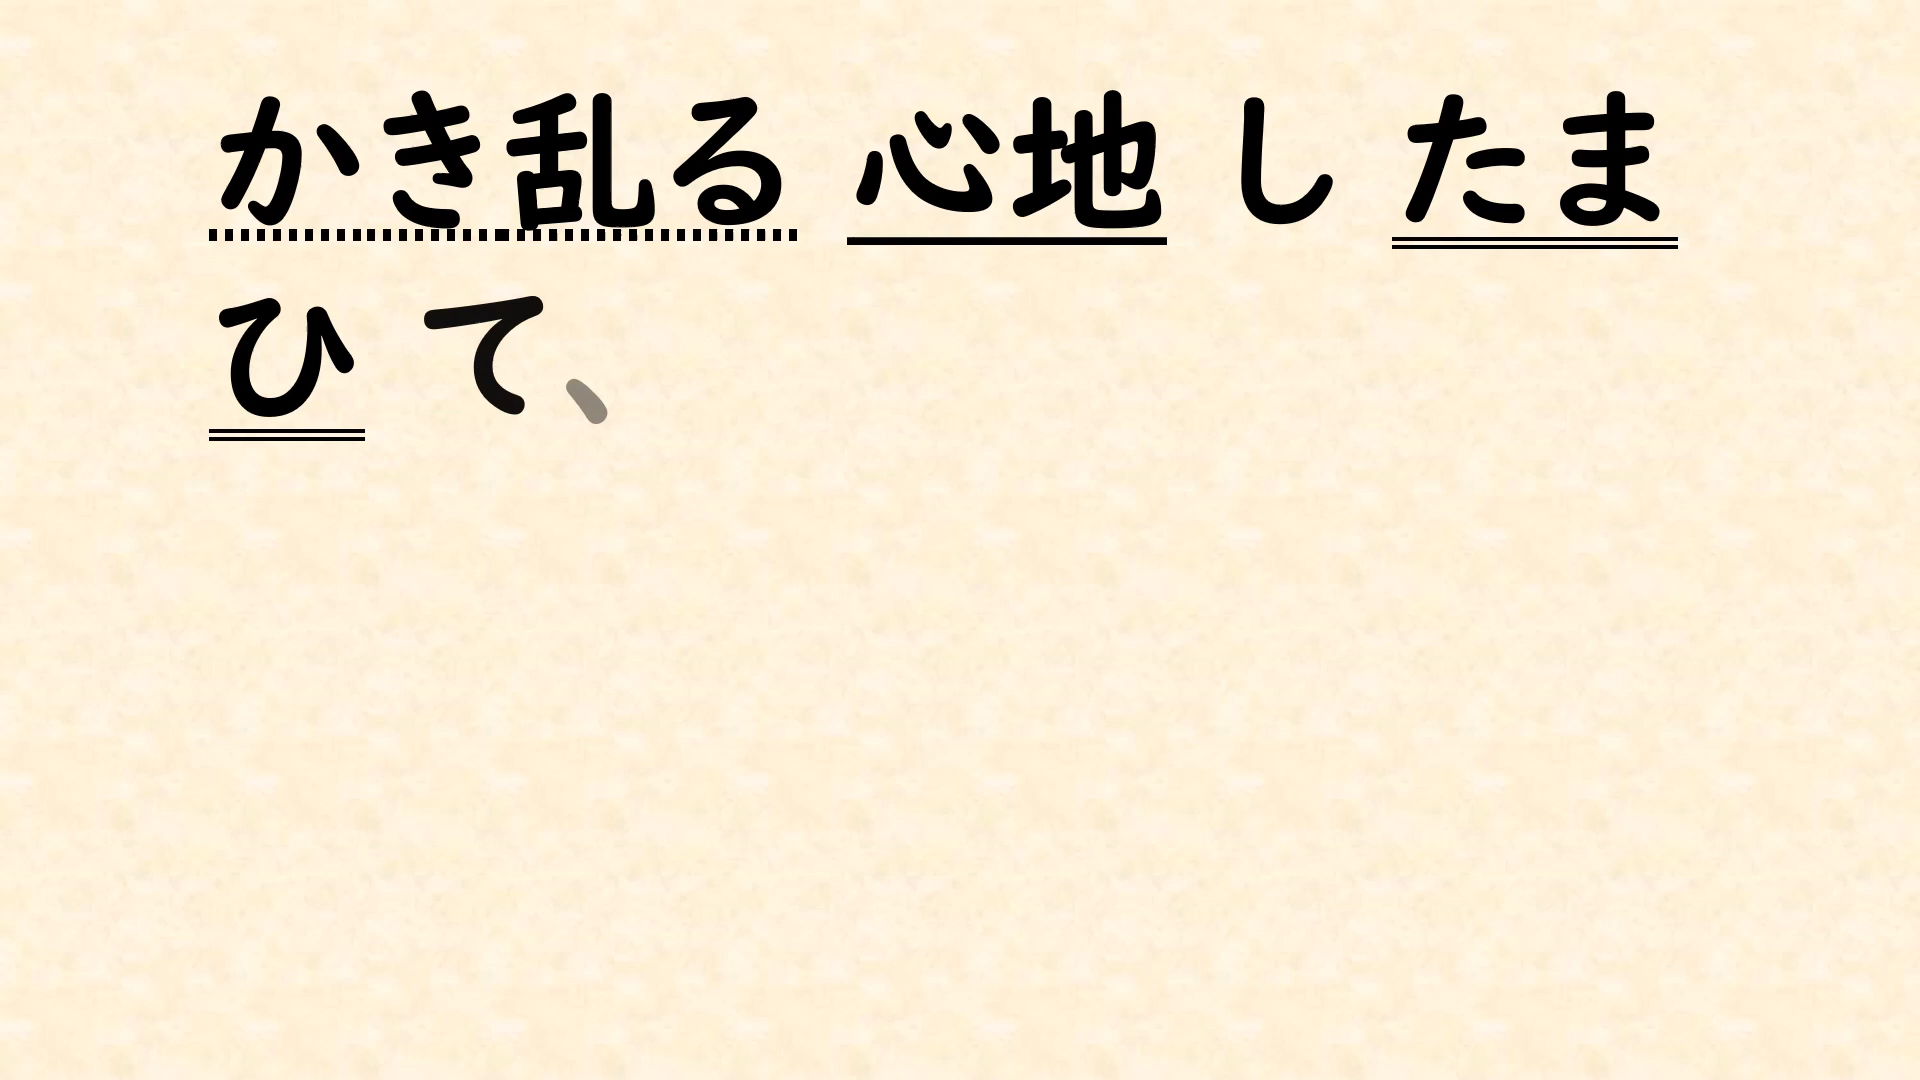 かき乱る 心地 し たま
ひ て、